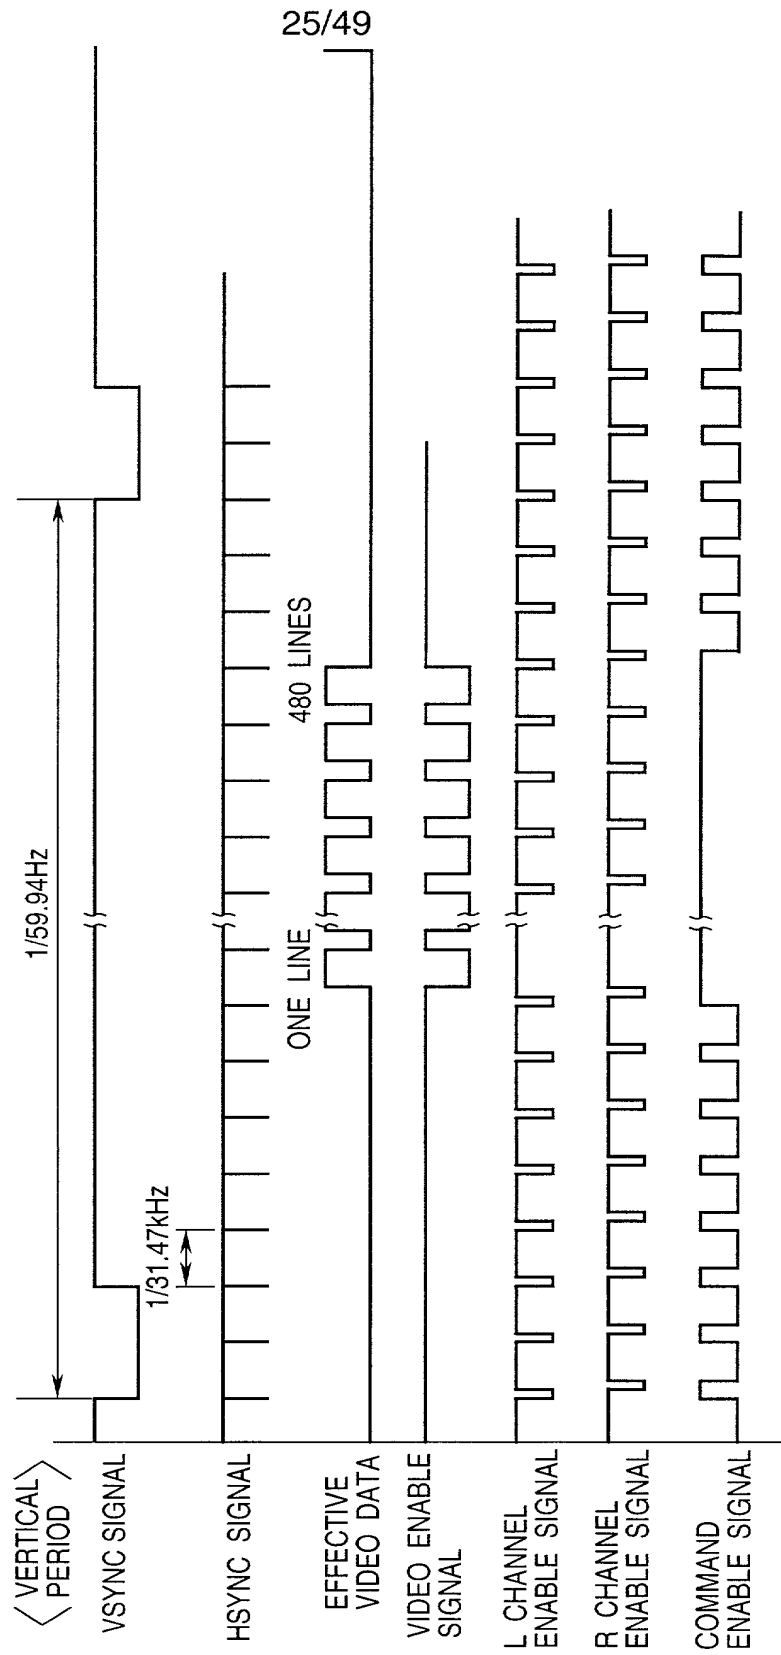 25/49
〈 VERTICAL
PERIOD 〉
1/59.94Hz
VSYNC SIGNAL
1/31.47kHz
HSYNC SIGNAL
ONE LINE
480 LINES
EFFECTIVE
VIDEO DATA
VIDEO ENABLE
SIGNAL
L CHANNEL
ENABLE SIGNAL
R CHANNEL
ENABLE SIGNAL
COMMAND
ENABLE SIGNAL